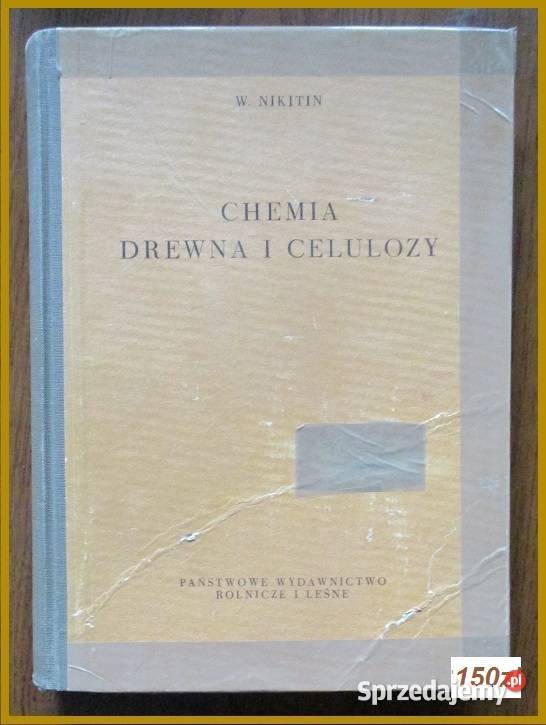 W. NIKITIN
CHEMIA
DREWNA I CELULOZY
PAŃSTWOWE WYDAWNICTWO
ROLNICZE I LEŚNE
150zł
Sprzedajemy.pl